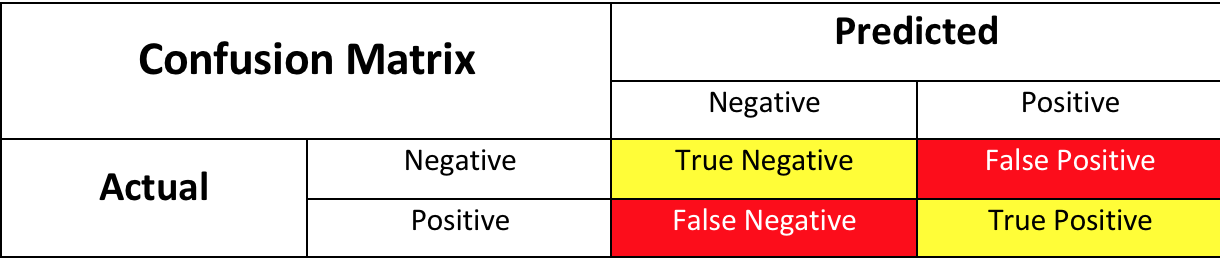 Confusion Matrix
Predicted
Negative
Positive
Actual
Negative
True Negative
False Positive
Positive
False Negative
True Positive